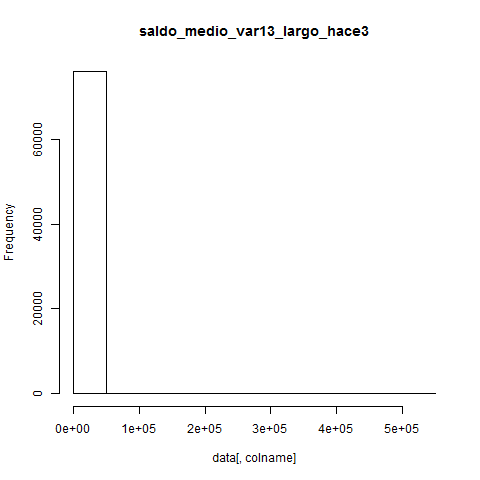 saldo_medio_var13_largo_hace3
Frequency
60000
40000
20000
0
0e+00 1e+05 2e+05 3e+05 4e+05 5e+05
data[, colname]